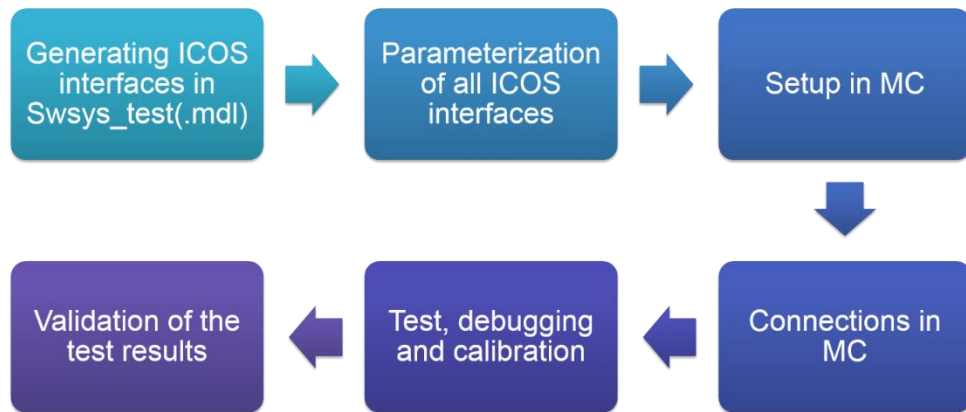 Generating ICOS
interfaces in
Swsys_test(.mdl)
Parameterization
of all ICOS
interfaces
Setup in MC
Connections in
MC
Test, debugging
and calibration
Validation of the
test results